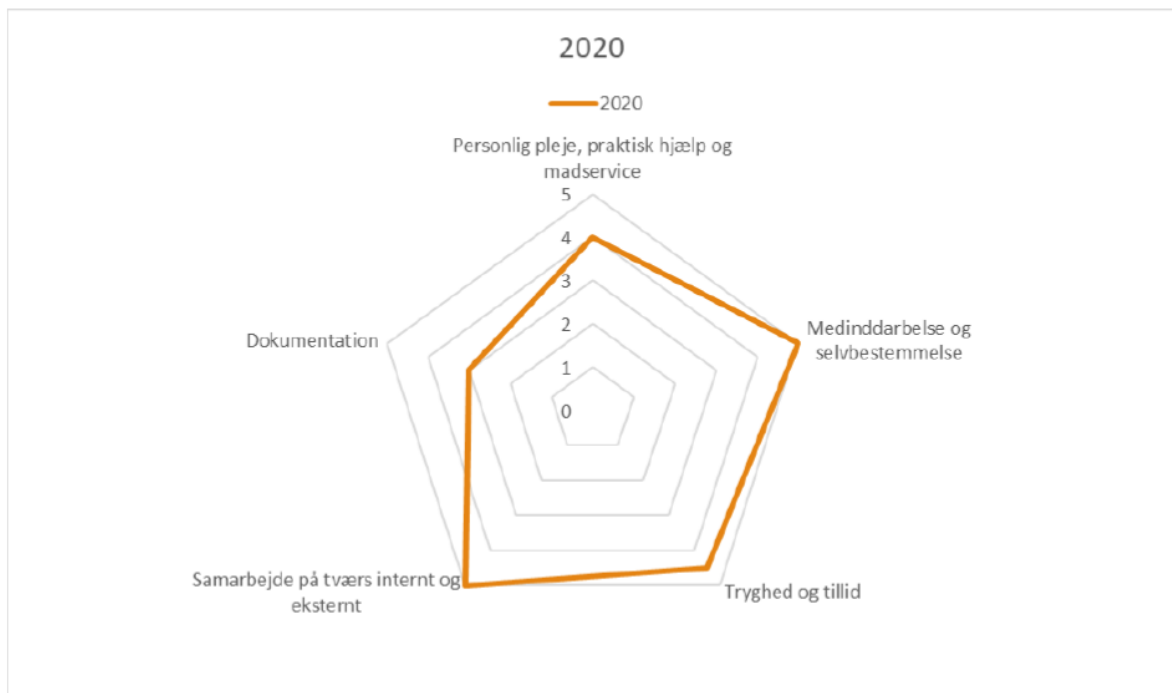 2020
2020
Personlig pleje, praktisk hjælp og
madservice
5
4
3
2
1
0
Medinddarbelse og
selvbestemmelse
Dokumentation
Samarbejde på tværs internt og
eksternt
Tryghed og tillid